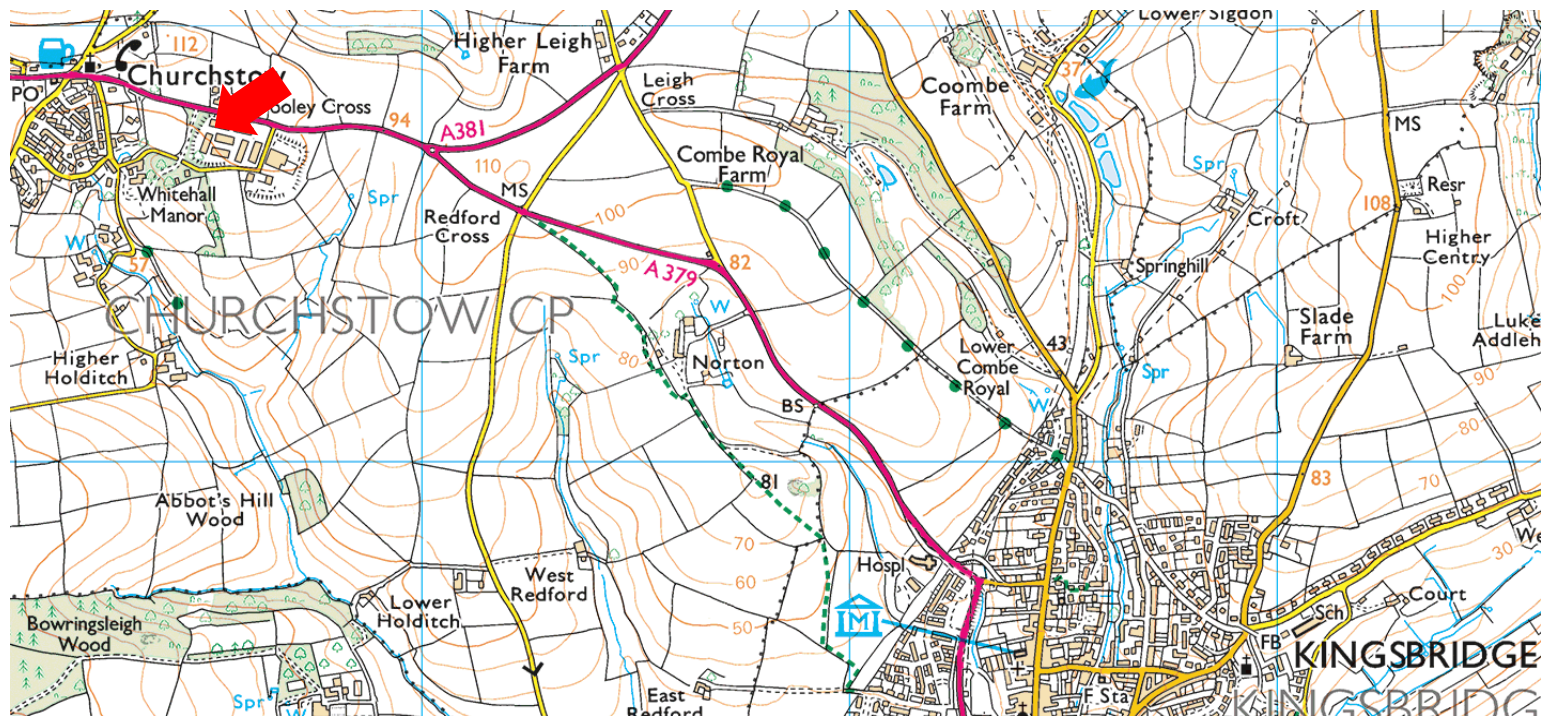 Lower Sigdon
112
Higher Leigh
Farm
Churchstow
PO
37
Leigh
Cross
Coombe
Farm
ooley Cross
94
A381
MS
110
Combe Royal
Farm
Spr
Resr
Whitehall
Manor
Spr
MS
100
108
Croft
Redford
Cross
W
Higher
Centry
57
90
A 379
82
Springhill
100
W
CHURCHSTOW CP
Slade
Farm
Luke
Addleh
Higher
Holditch
Spr
80
Norton
43
Lower
Combe
Royal
Spr
90
BS
W
80
81
83
70
Abbot's Hill
Wood
We
70
30
Hospl
West
Redford
60
Court
Lower
Holditch
M
Sch
Bowringsleigh
Wood
50
FB
KINGSBRIDGE
Spr
W
East
Redford
F Sta
KINGSBRIDG